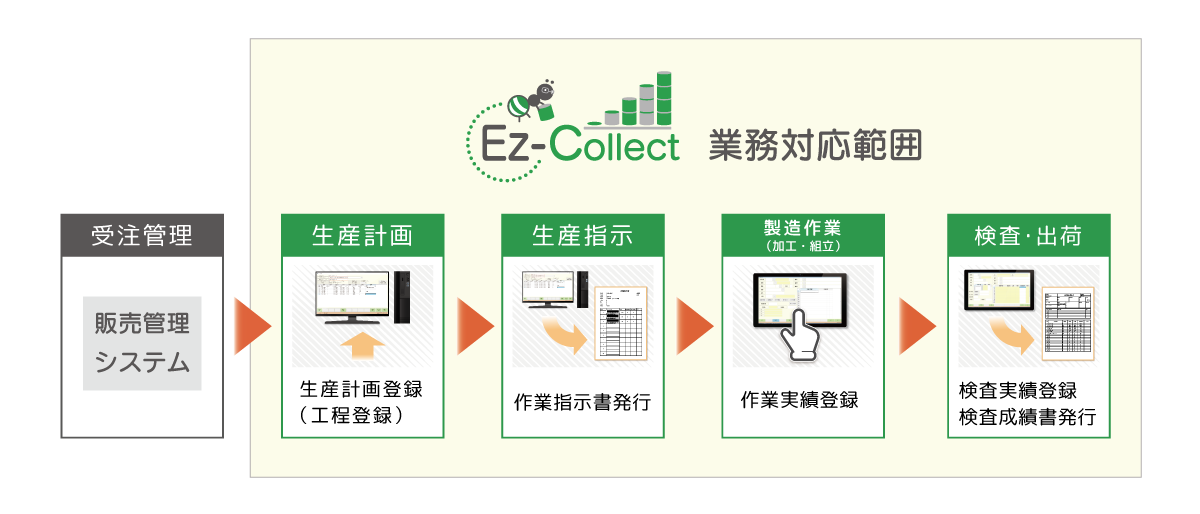 Ez-Collect 業務対応範囲
受注管理
販売管理
システム
生産計画
生産計画登録
（工程登録）
生産指示
作業指示書発行
製造作業
（加工・組立）
作業実績登録
検査・出荷
検査実績登録
検査成績書発行